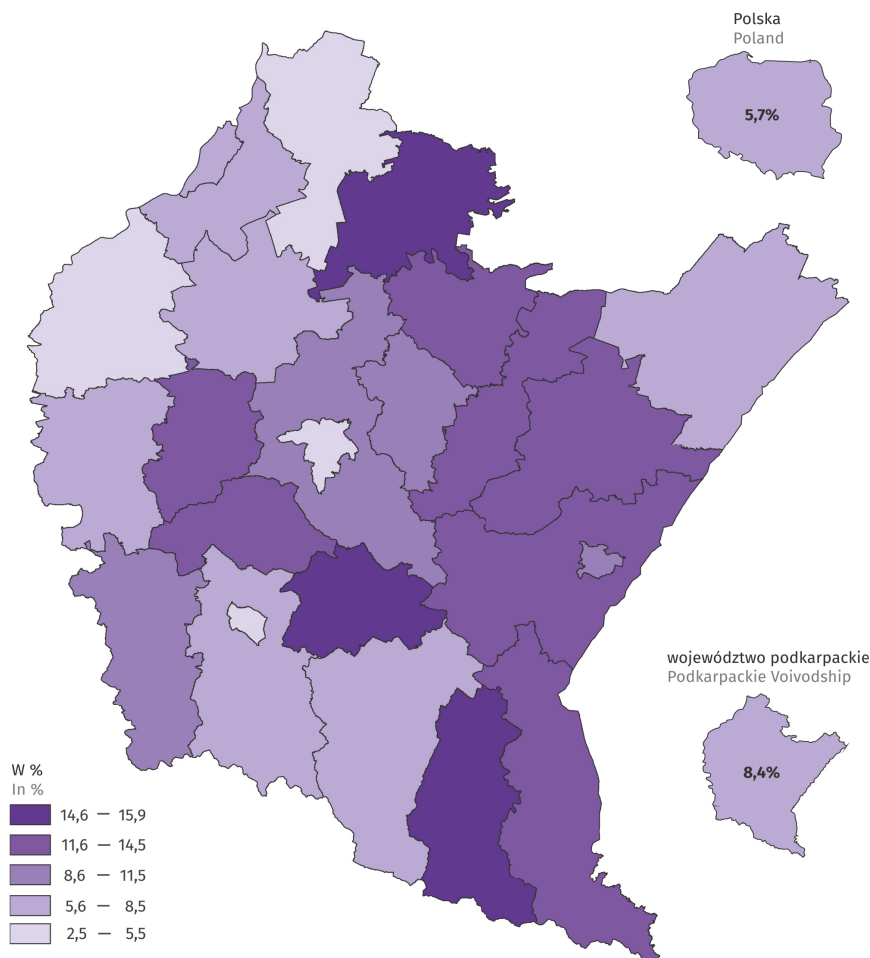 Polska
Poland
5,7%
województwo podkarpackie
Podkarpackie Voivodship
8,4%
W %
In %
14,6 — 15,9
11,6 — 14,5
8,6 — 11,5
5,6 — 8,5
2,5 — 5,5